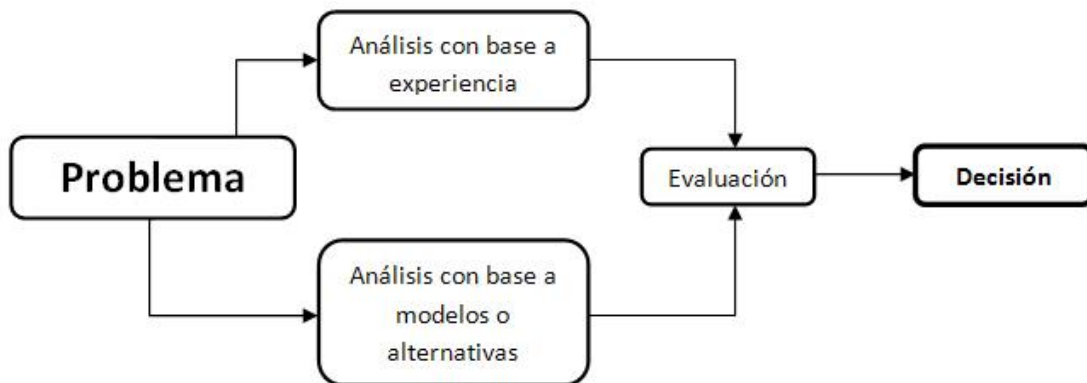 Análisis con base a
experiencia
Problema
Evaluación
Decisión
Análisis con base a
modelos o
alternativas